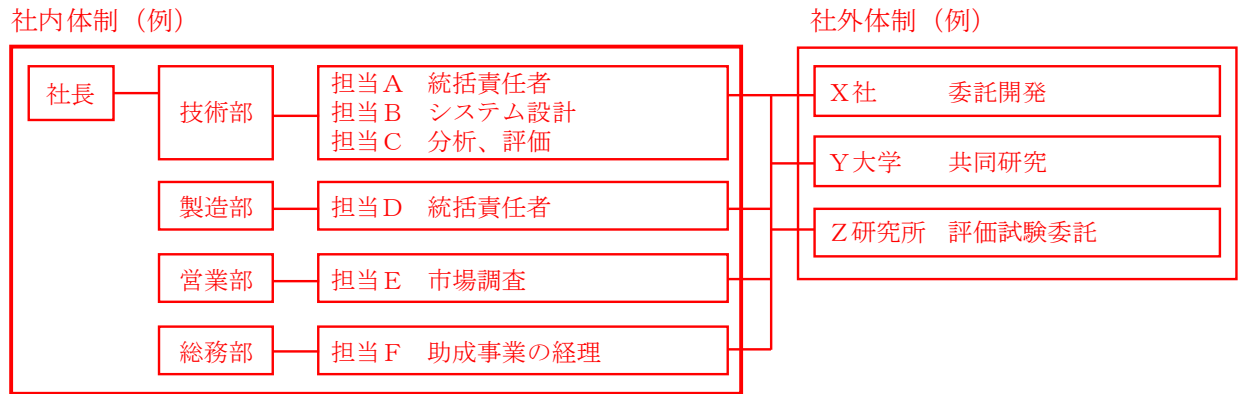 社内体制（例）
社長
技術部
担当Ａ　統括責任者
担当Ｂ　システム設計
担当Ｃ　分析、評価
製造部
担当Ｄ　統括責任者
営業部
担当Ｅ　市場調査
総務部
担当Ｆ　助成事業の経理
社外体制（例）
Ｘ社　　　委託開発
Ｙ大学　　共同研究
Ｚ研究所　評価試験委託